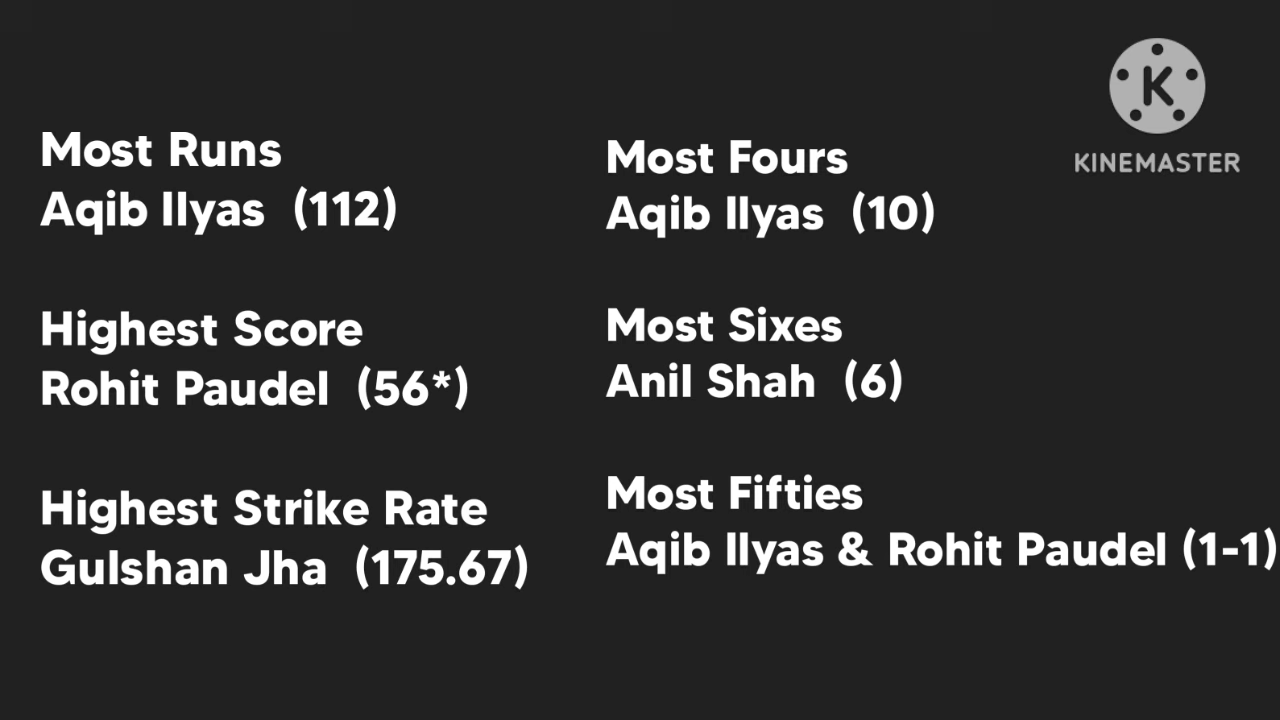 Most Runs
Aqib Ilyas (112)
Highest Score
Rohit Paudel (56*)
Highest Strike Rate
Gulshan Jha (175.67)
Most Fours
Aqib Ilyas (10)
Most Sixes
Anil Shah (6)
Most Fifties
Aqib Ilyas & Rohit Paudel (1-1)
K
KINEMASTER